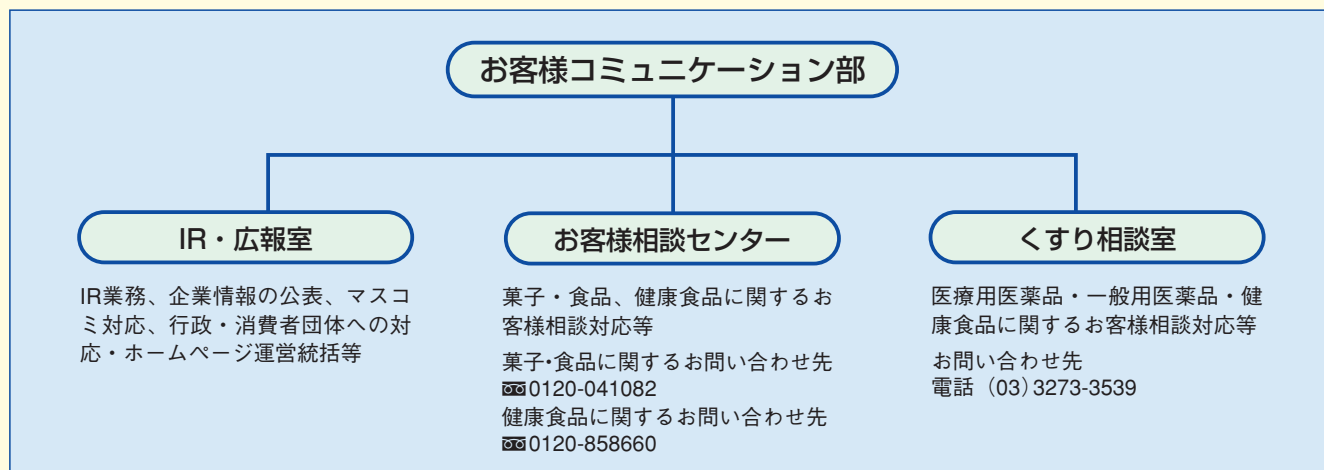 お客様コミュニケーション部
IR・広報室
IR業務、企業情報の公表、マスコ
ミ対応、行政・消費者団体への対
応・ホームページ運営統括等
お客様相談センター
菓子・食品、健康食品に関するお
客様相談対応等
菓子・食品に関するお問い合わせ先
0120-041082
健康食品に関するお問い合わせ先
0120-858660
くすり相談室
医療用医薬品・一般用医薬品・健
康食品に関するお客様相談対応等
お問い合わせ先
電話（03）3273-3539